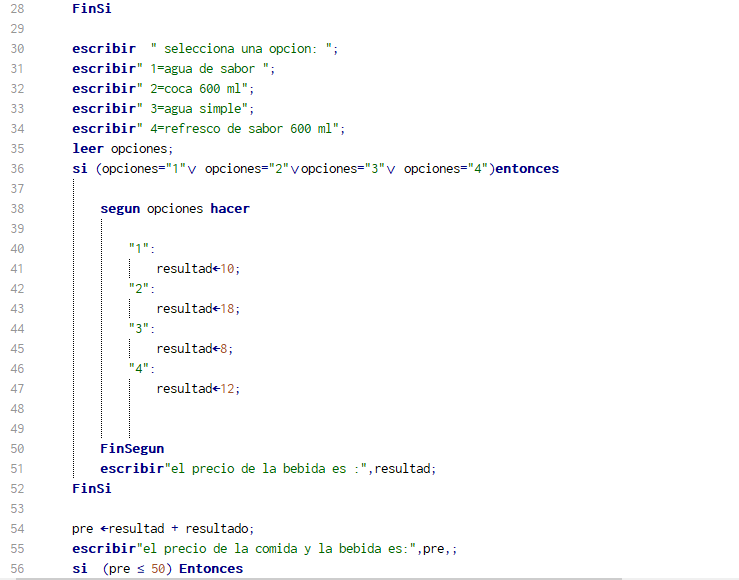 28 FinSi
29
30 escribir " selecciona una opcion: ";
31 escribir" 1=agua de sabor ";
32 escribir" 2=coca 600 ml";
33 escribir" 3=agua simple";
34 escribir" 4=refresco de sabor 600 ml";
35 leer opciones;
36 si (opciones="1"∨ opciones="2"∨opciones="3"∨ opciones="4")entonces
37
38 segun opciones hacer
39
40 "1":
41 resultad←10;
42 "2":
43 resultad←18;
44 "3":
45 resultad←8;
46 "4":
47 resultad←12;
48
49
50 FinSegun
51 escribir"el precio de la bebida es :",resultad;
52 FinSi
53
54 pre ←resultad + resultado;
55 escribir"el precio de la comida y la bebida es:",pre,;
56 si (pre ≤ 50) Entonces